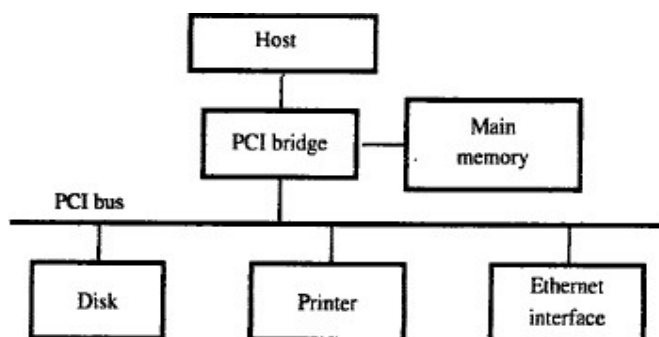 Host
PCI bridge
Main
memory
PCI bus
Disk
Printer
Ethernet
interface